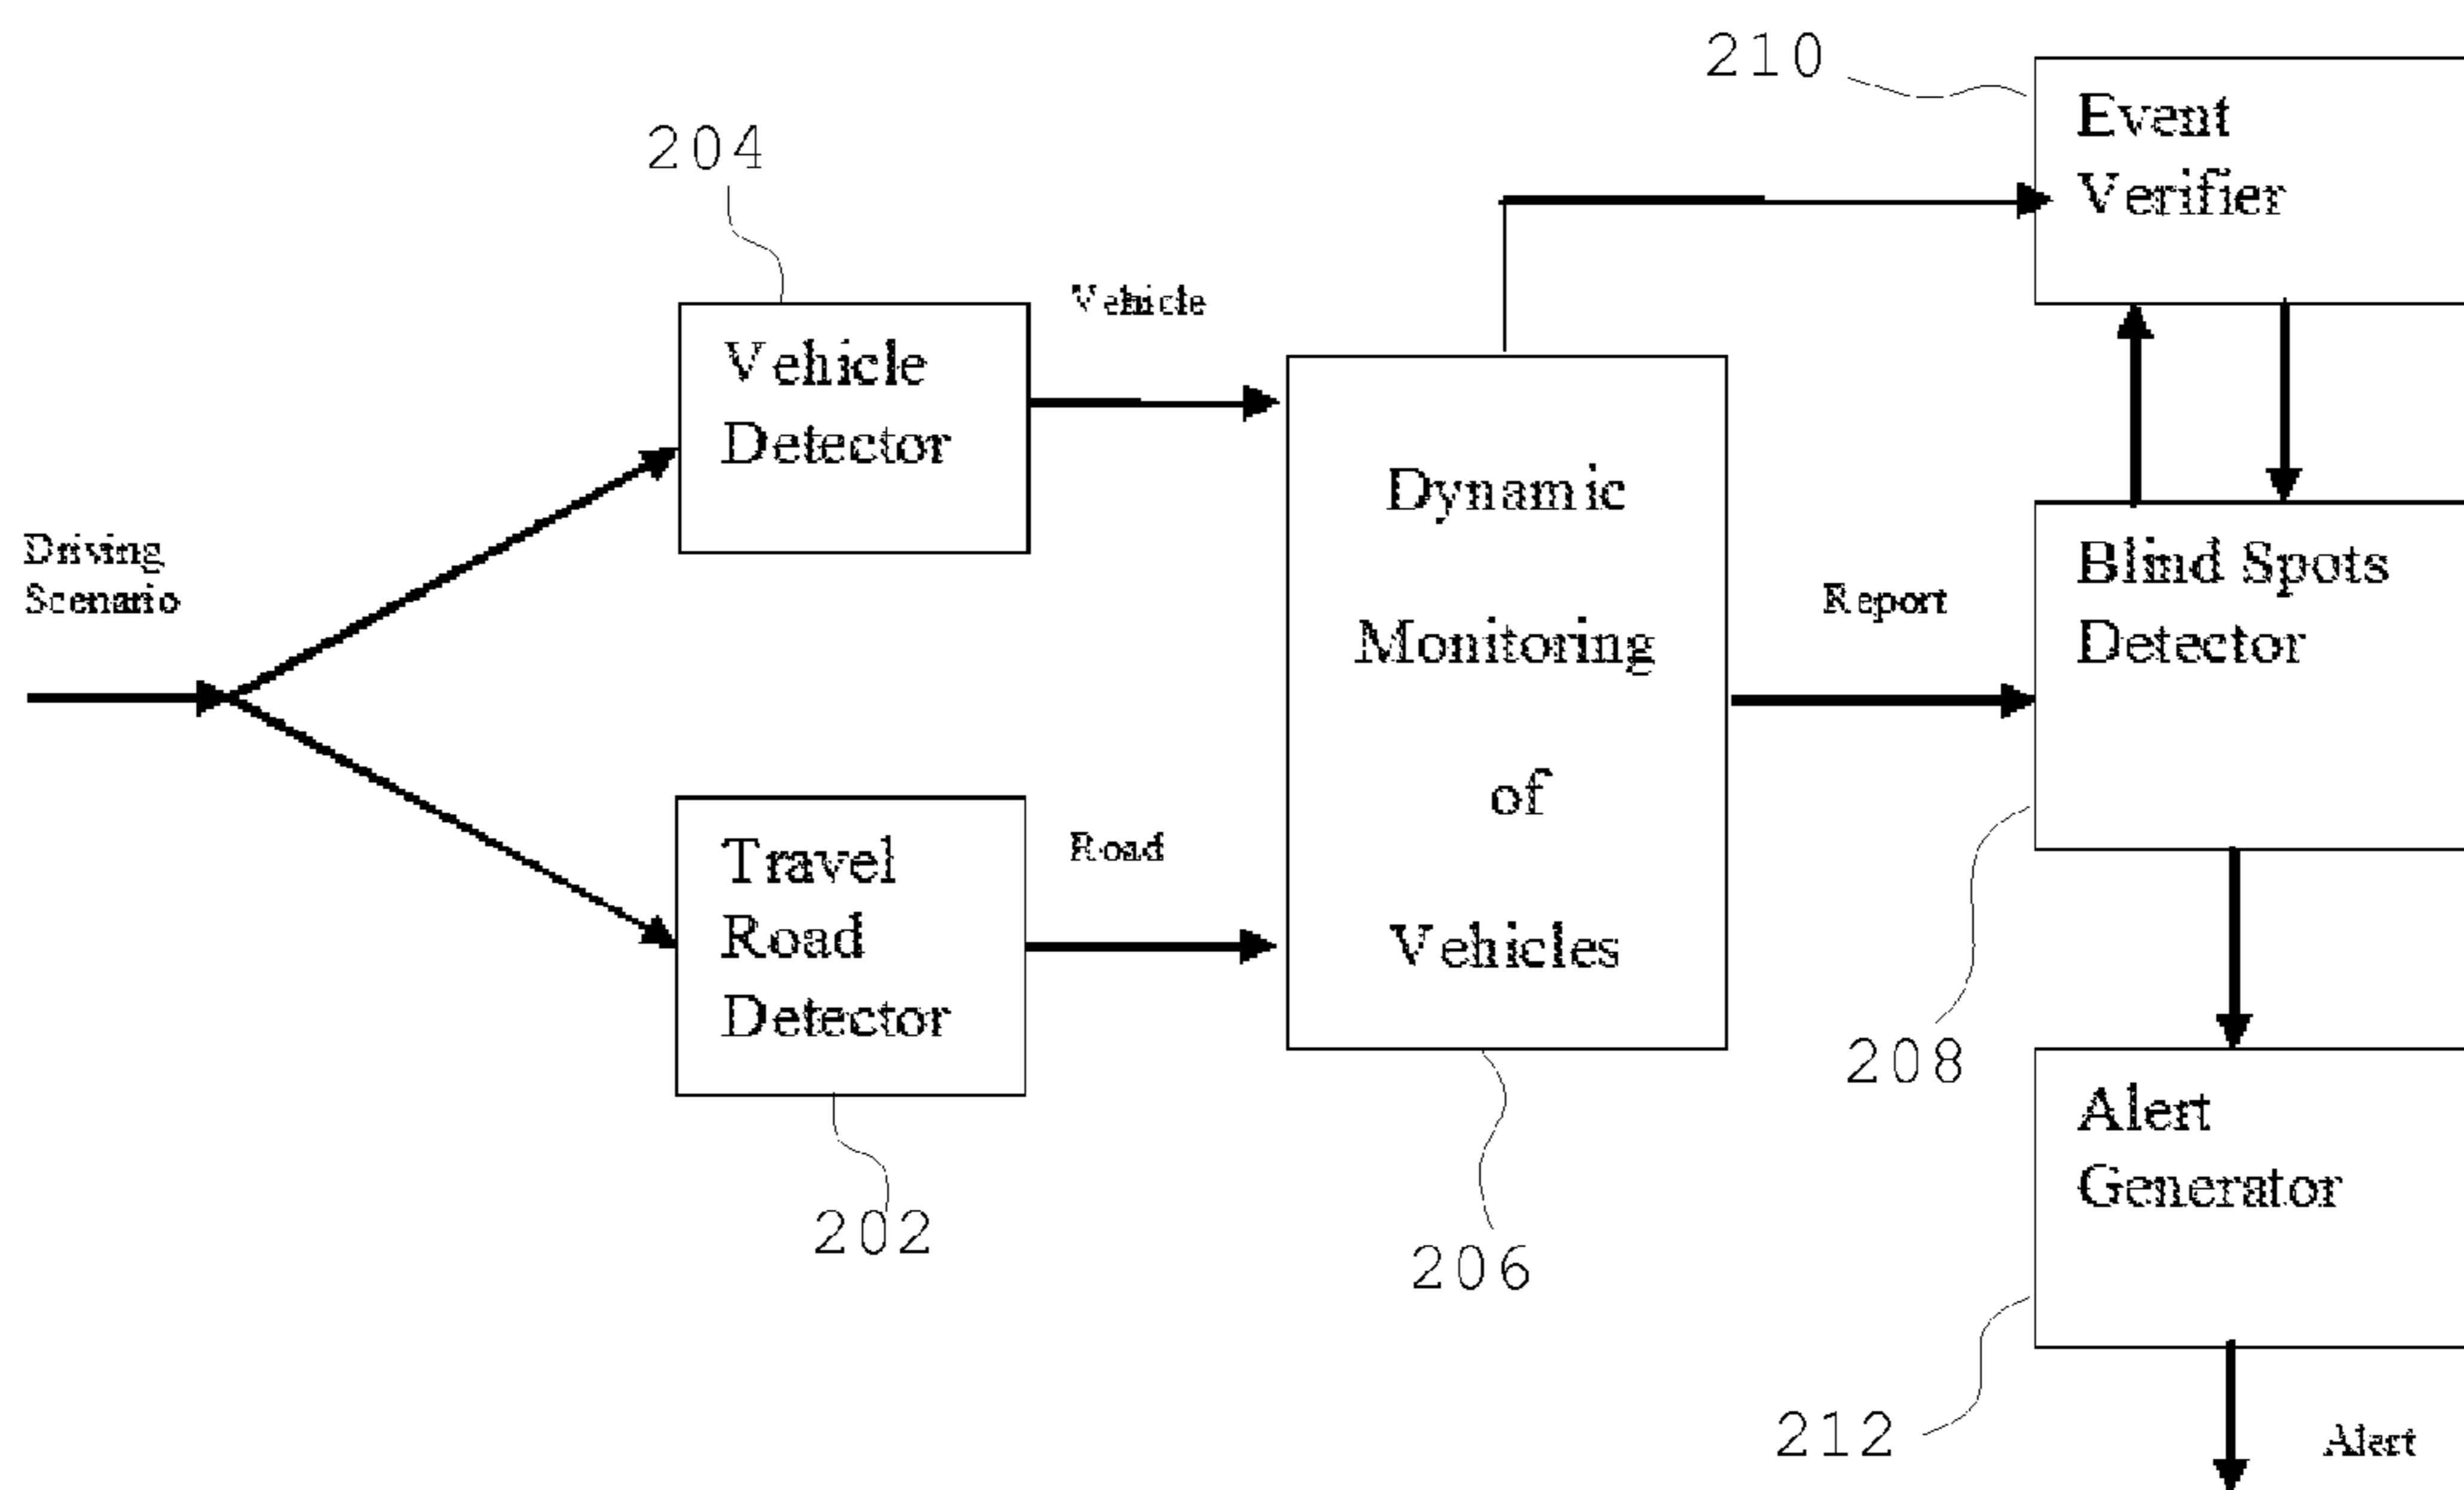 210
Event
Verifier
204
Vehicle
Vehicle
Detector
Driving
Scenario
Dynamic
Monitoring
of
Vehicles
Report
Blind Spots
Detector
Travel
Road
Detector
Road
208
202
206
Alert
Generator
212
Alert